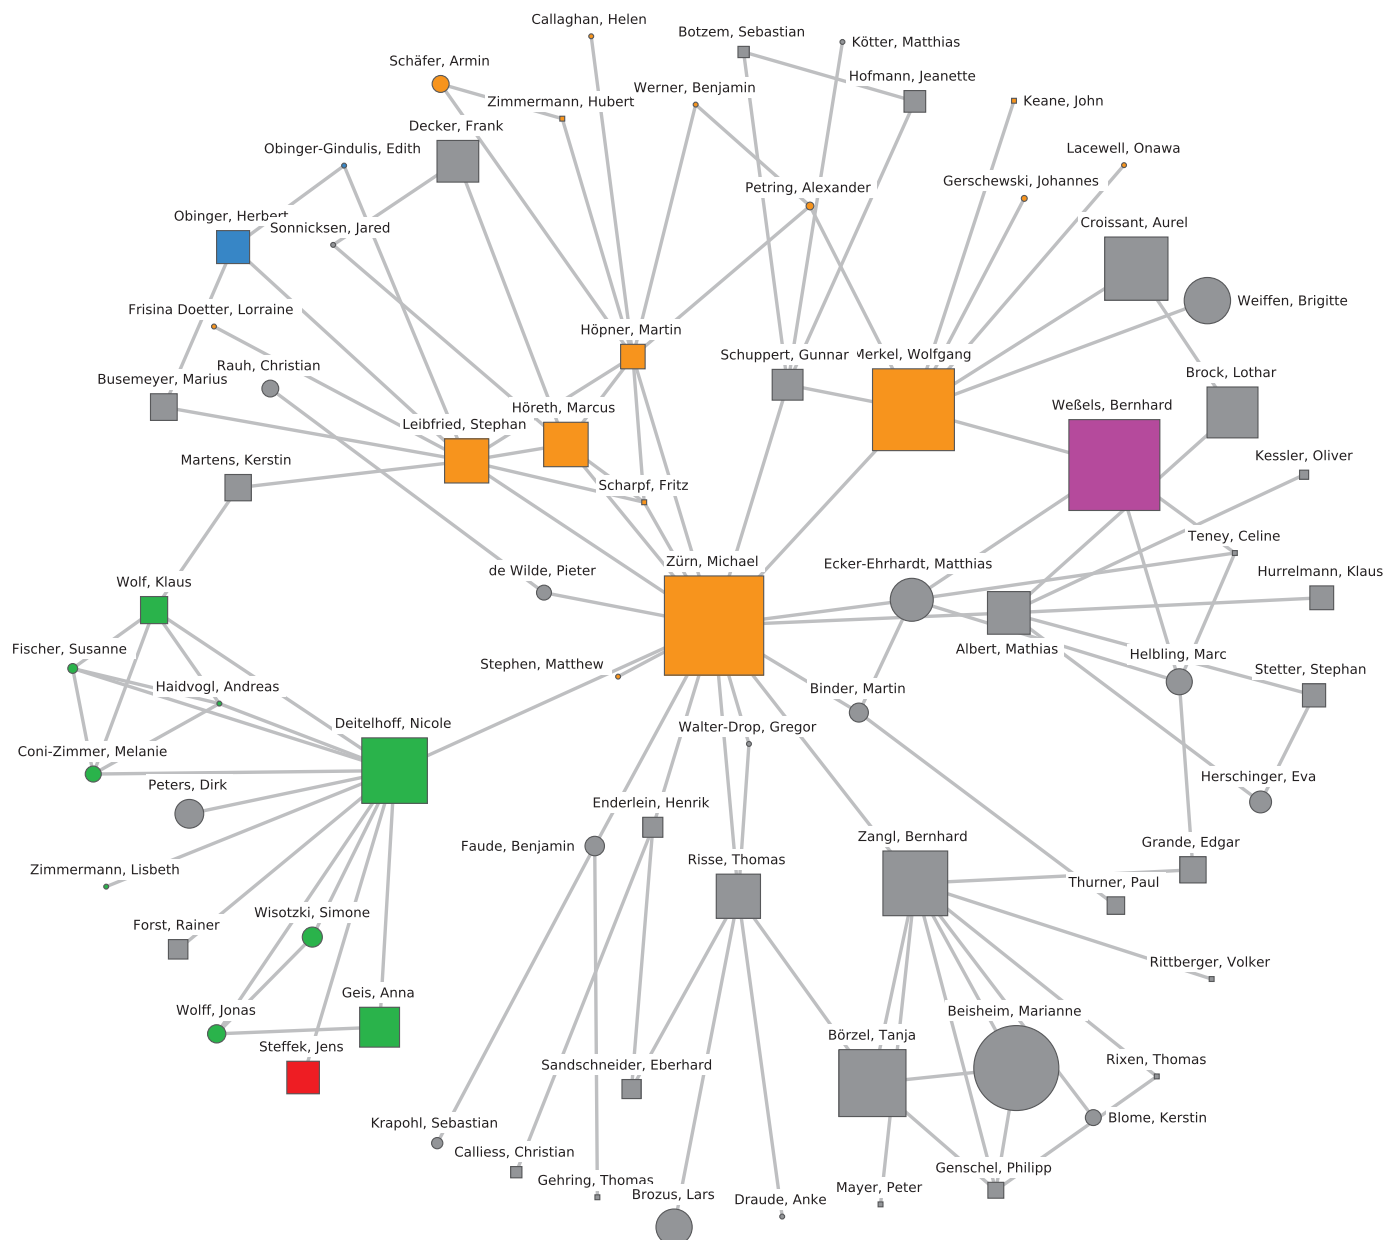 Callaghan, Helen
Botzem, Sebastian
Kötter, Matthias
Schäfer, Armin
Hofmann, Jeanette
Werner, Benjamin
Zimmermann, Hubert
Keane, John
Decker, Frank
Obinger-Gindulis, Edith
Lacewell, Onawa
Gerschewski, Johannes
Petring, Alexander
Obinger, Herbert
Sonnicksen, Jared
Croissant, Aurel
Weiffen, Brigitte
Frisina Doetter, Lorraine
Höpner, Martin
Schuppert, Gunnar
Merkel, Wolfgang
Rauh, Christian
Busemeyer, Marius
Brock, Lothar
Höreth, Marcus
Weßels, Bernhard
Leibfried, Stephan
Kessler, Oliver
Martens, Kerstin
Scharpf, Fritz
Teney, Celine
Zürn, Michael
Ecker-Ehrhardt, Matthias
de Wilde, Pieter
Hurrelmann, Klaus
Wolf, Klaus
Fischer, Susanne
Albert, Mathias
Helbling, Marc
Stephen, Matthew
Stetter, Stephan
Haidvogl, Andreas
Binder, Martin
Deitelhoff, Nicole
Walter-Drop, Gregor
Coni-Zimmer, Melanie
Herschinger, Eva
Peters, Dirk
Enderlein, Henrik
Zangl, Bernhard
Grande, Edgar
Faude, Benjamin
Risse, Thomas
Zimmermann, Lisbeth
Thurner, Paul
Wisotzki, Simone
Forst, Rainer
Rittberger, Volker
Geis, Anna
Wolff, Jonas
Beisheim, Marianne
Börzel, Tanja
Steffek, Jens
Rixen, Thomas
Sandschneider, Eberhard
Blome, Kerstin
Krapohl, Sebastian
Calliess, Christian
Genschel, Philipp
Gehring, Thomas
Mayer, Peter
Brozus, Lars
Draude, Anke